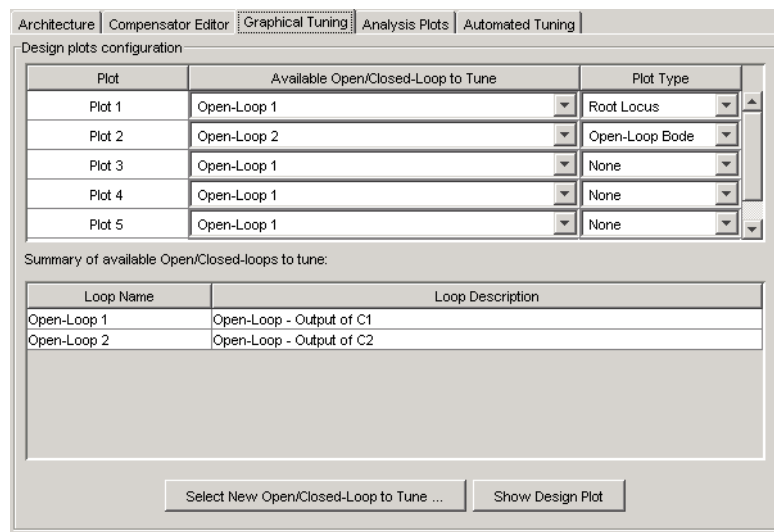 Architecture Compensator Editor Graphical Tuning Analysis Plots Automated Tuning
Design plots configuration
Plot Available Open/Closed-Loop to Tune Plot Type
Plot 1 Open-Loop 1 Root Locus
Plot 2 Open-Loop 2 Open-Loop Bode
Plot 3 Open-Loop 1 None
Plot 4 Open-Loop 1 None
Plot 5 Open-Loop 1 None
Summary of available Open/Closed-loops to tune:
Loop Name Loop Description
Open-Loop 1 Open-Loop - Output of C1
Open-Loop 2 Open-Loop - Output of C2
Select New Open/Closed-Loop to Tune ... Show Design Plot